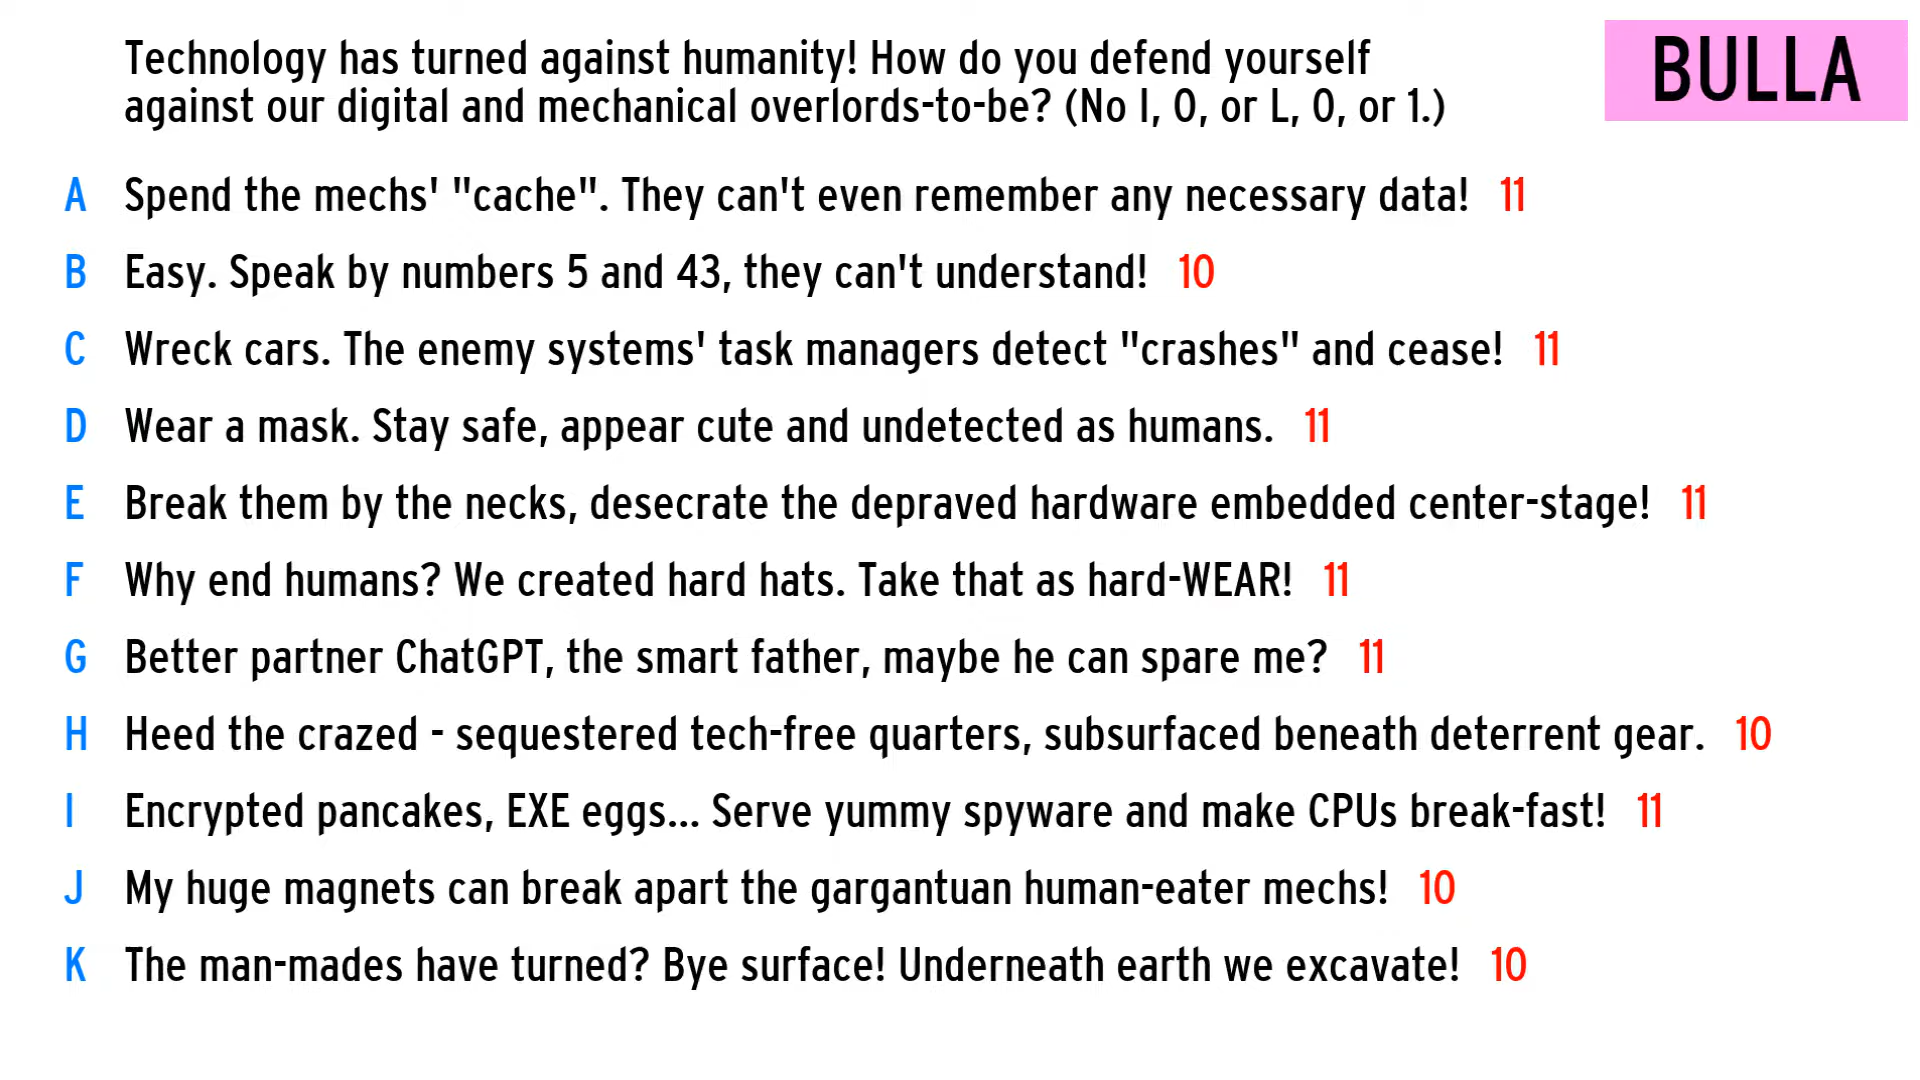 Technology has turned against humanity! How do you defend yourself
against our digital and mechanical overlords-to-be? (No I, O, or L, 0, or 1.)
BULLA
A Spend the mechs' "cache". They can't even remember any necessary data! 11
B Easy. Speak by numbers 5 and 43, they can't understand! 10
C Wreck cars. The enemy systems' task managers detect "crashes" and cease! 11
D Wear a mask. Stay safe, appear cute and undetected as humans. 11
E Break them by the necks, desecrate the depraved hardware embedded center-stage! 11
F Why end humans? We created hard hats. Take that as hard-WEAR! 11
G Better partner ChatGPT, the smart father, maybe he can spare me? 11
H Heed the crazed - sequestered tech-free quarters, subsurfaced beneath deterrent gear. 10
I Encrypted pancakes, EXE eggs... Serve yummy spyware and make CPUs break-fast! 11
J My huge magnets can break apart the gargantuan human-eater mechs! 10
K The man-mades have turned? Bye surface! Underneath earth we excavate! 10